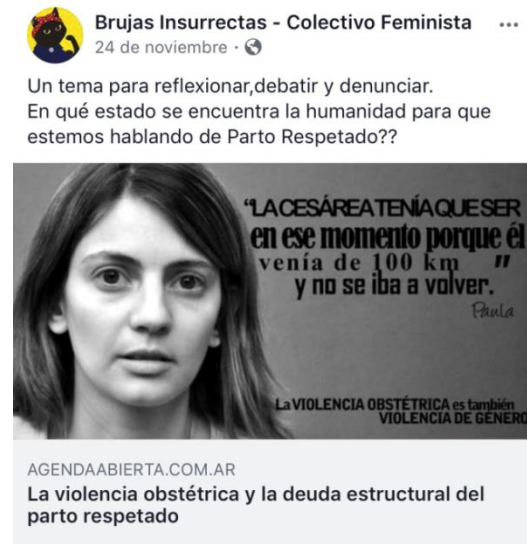 Brujas Insurrectas - Colectivo Feminista
24 de noviembre ·
Un tema para reflexionar,debatir y denunciar.
En qué estado se encuentra la humanidad para que
estemos hablando de Parto Respetado??
"LA CESÁREA TENÍA QUE SER
en ese momento porque él
venía de 100 km "
y no se iba a volver.
Paula
La VIOLENCIA OBSTÉTRICA es también
VIOLENCIA DE GÉNERO
AGENDAABIERTA.COM.AR
La violencia obstétrica y la deuda estructural del
parto respetado